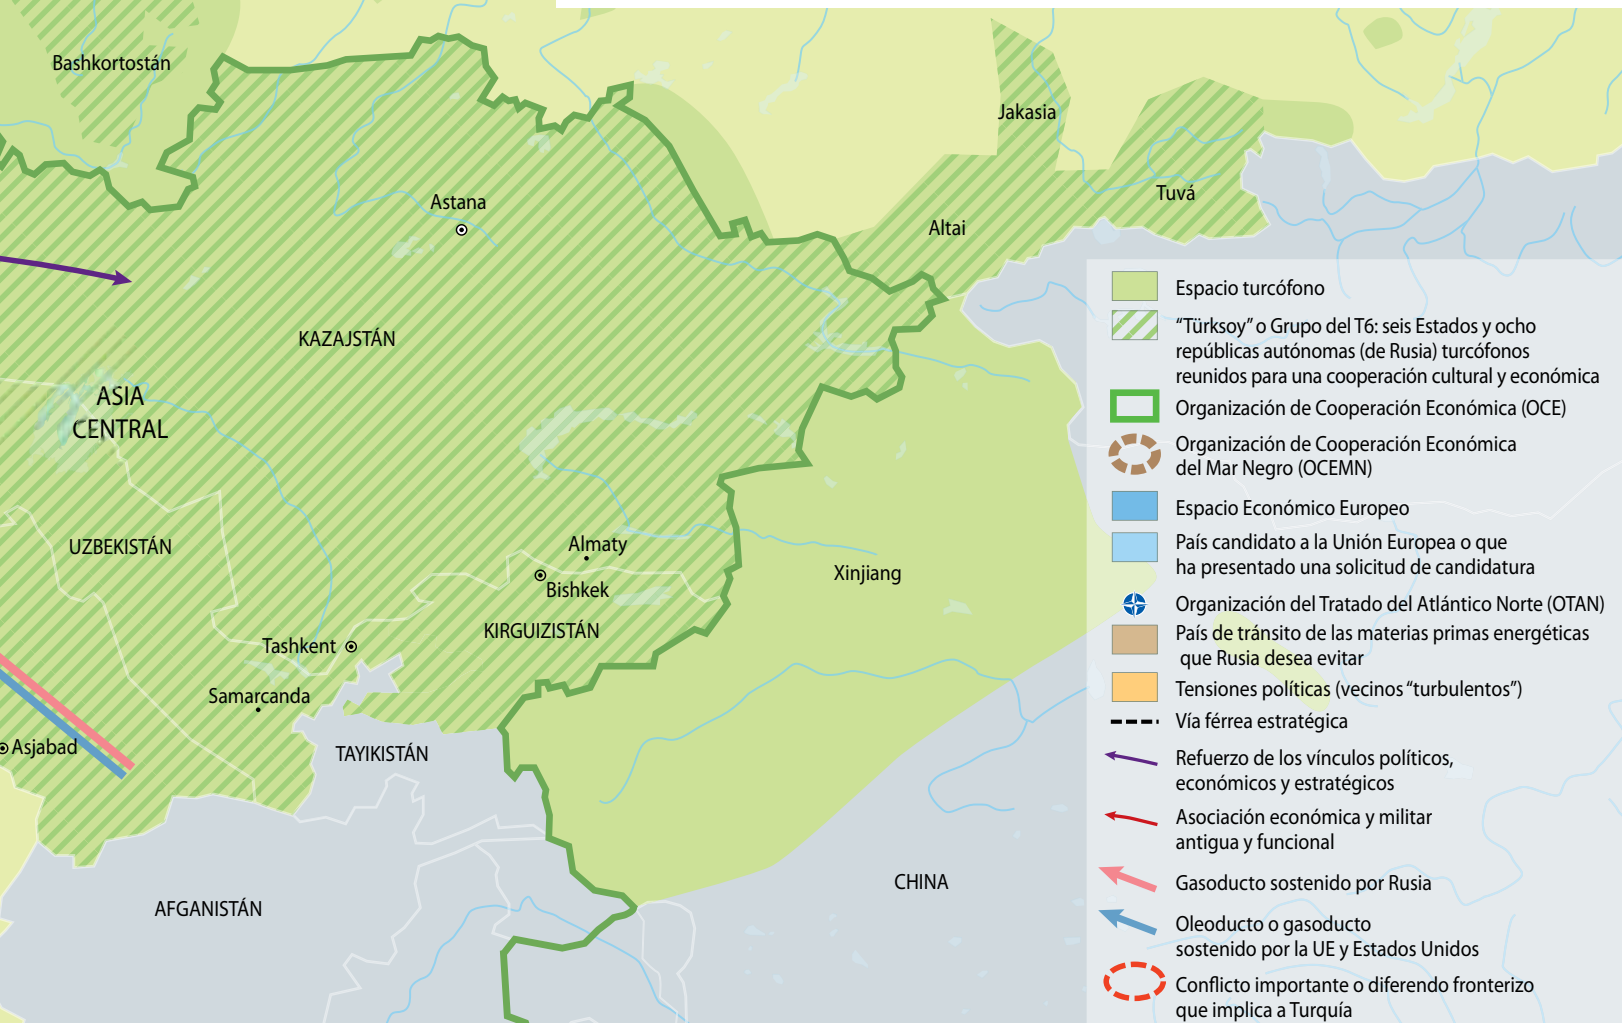 Bashkortostán
Jakasia
Astana
Tuvá
Altai
KAZAJSTÁN
ASIA
CENTRAL
UZBEKISTÁN
Almaty
Bishkek
Xinjiang
KIRGUIZISTÁN
Tashkent
Samarcanda
Asjabad
TAYIKISTÁN
CHINA
AFGANISTÁN
Espacio turcófono
“Türksoy” o Grupo del T6: seis Estados y ocho
repúblicas autónomas (de Rusia) turcófonos
reunidos para una cooperación cultural y económica
Organización de Cooperación Económica (OCE)
Organización de Cooperación Económica
del Mar Negro (OCEMN)
Espacio Económico Europeo
País candidato a la Unión Europea o que
ha presentado una solicitud de candidatura
Organización del Tratado del Atlántico Norte (OTAN)
País de tránsito de las materias primas energéticas
que Rusia desea evitar
Tensiones políticas (vecinos “turbulentos”)
Vía férrea estratégica
Refuerzo de los vínculos políticos,
económicos y estratégicos
Asociación económica y militar
antigua y funcional
Gasoducto sostenido por Rusia
Oleoducto o gasoducto
sostenido por la UE y Estados Unidos
Conflicto importante o diferendo fronterizo
que implica a Turquía